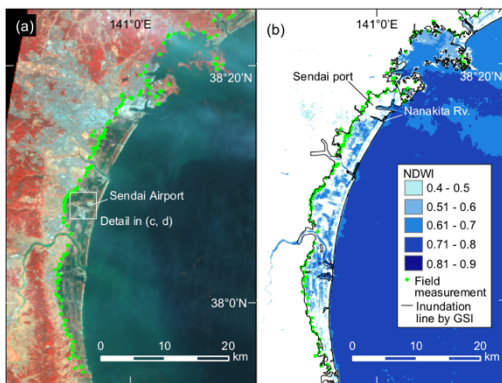 (a)
141°0'E
38°20'N
Sendai Airport
Detail in (c, d)
38°0'N
0 10 20
km
(b)
141°0'E
38°20'N
Sendai port
Nanakita Rv.
NDWI
0.4 - 0.5
0.51 - 0.6
0.61 - 0.7
0.71 - 0.8
0.81 - 0.9
Field
measurement
Inundation
line by GSI
0 10 20
km